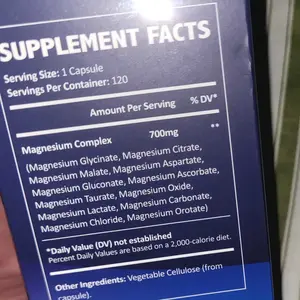 SUPPLEMENT FACTS
Serving Size: 1 Capsule
Servings Per Container: 120
Amount Per Serving % DV*
Magnesium Complex 700mg **
(Magnesium Glycinate, Magnesium Citrate,
Magnesium Malate, Magnesium Aspartate,
Magnesium Gluconate, Magnesium Ascorbate,
Magnesium Taurate, Magnesium Oxide,
Magnesium Lactate, Magnesium Carbonate,
Magnesium Chloride, Magnesium Orotate)
*Daily Value (DV) not established
Percent Daily Values are based on a 2,000-calorie diet.
Other Ingredients: Vegetable Cellulose (from
capsule).